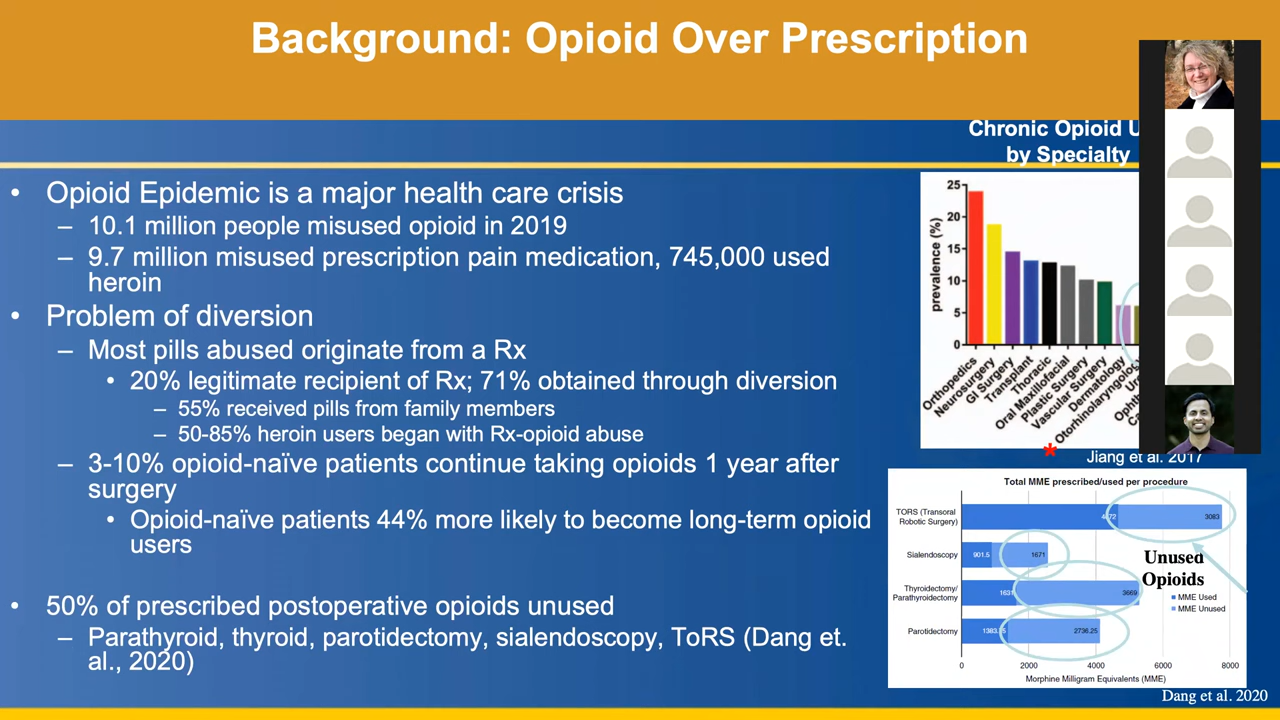 Background: Opioid Over Prescription
• Opioid Epidemic is a major health care crisis
– 10.1 million people misused opioid in 2019
– 9.7 million misused prescription pain medication, 745,000 used
heroin
• Problem of diversion
– Most pills abused originate from a Rx
• 20% legitimate recipient of Rx; 71% obtained through diversion
– 55% received pills from family members
– 50-85% heroin users began with Rx-opioid abuse
– 3-10% opioid-naïve patients continue taking opioids 1 year after
surgery
• Opioid-naïve patients 44% more likely to become long-term opioid
users
• 50% of prescribed postoperative opioids unused
– Parathyroid, thyroid, parotidectomy, sialendoscopy, ToRS (Dang et.
al., 2020)
Chronic Opioid
by Specialty
prevalence (%)
25
20
15
10
5
0
Orthopedics
Neurosurgery
GI Surgery
Transplant
Thoracic
Oral Maxillofacial
Plastic Surgery
Vascular Surgery
Dermatology
Otorhinolaryngology
*
Jiang et al. 2017
Total MME prescribed/used per procedure
TORS (Transoral
Robotic Surgery)
3083
Sialendoscopy
901.5
1671
Thyroidectomy/
Parathyroidectomy
1631
3669
Parotidectomy
2736.25
Unused
Opioids
MME Used
MME Unused
0 2000 4000 6000 8000
Morphine Milligram Equivalents (MME)
Dang et al. 2020